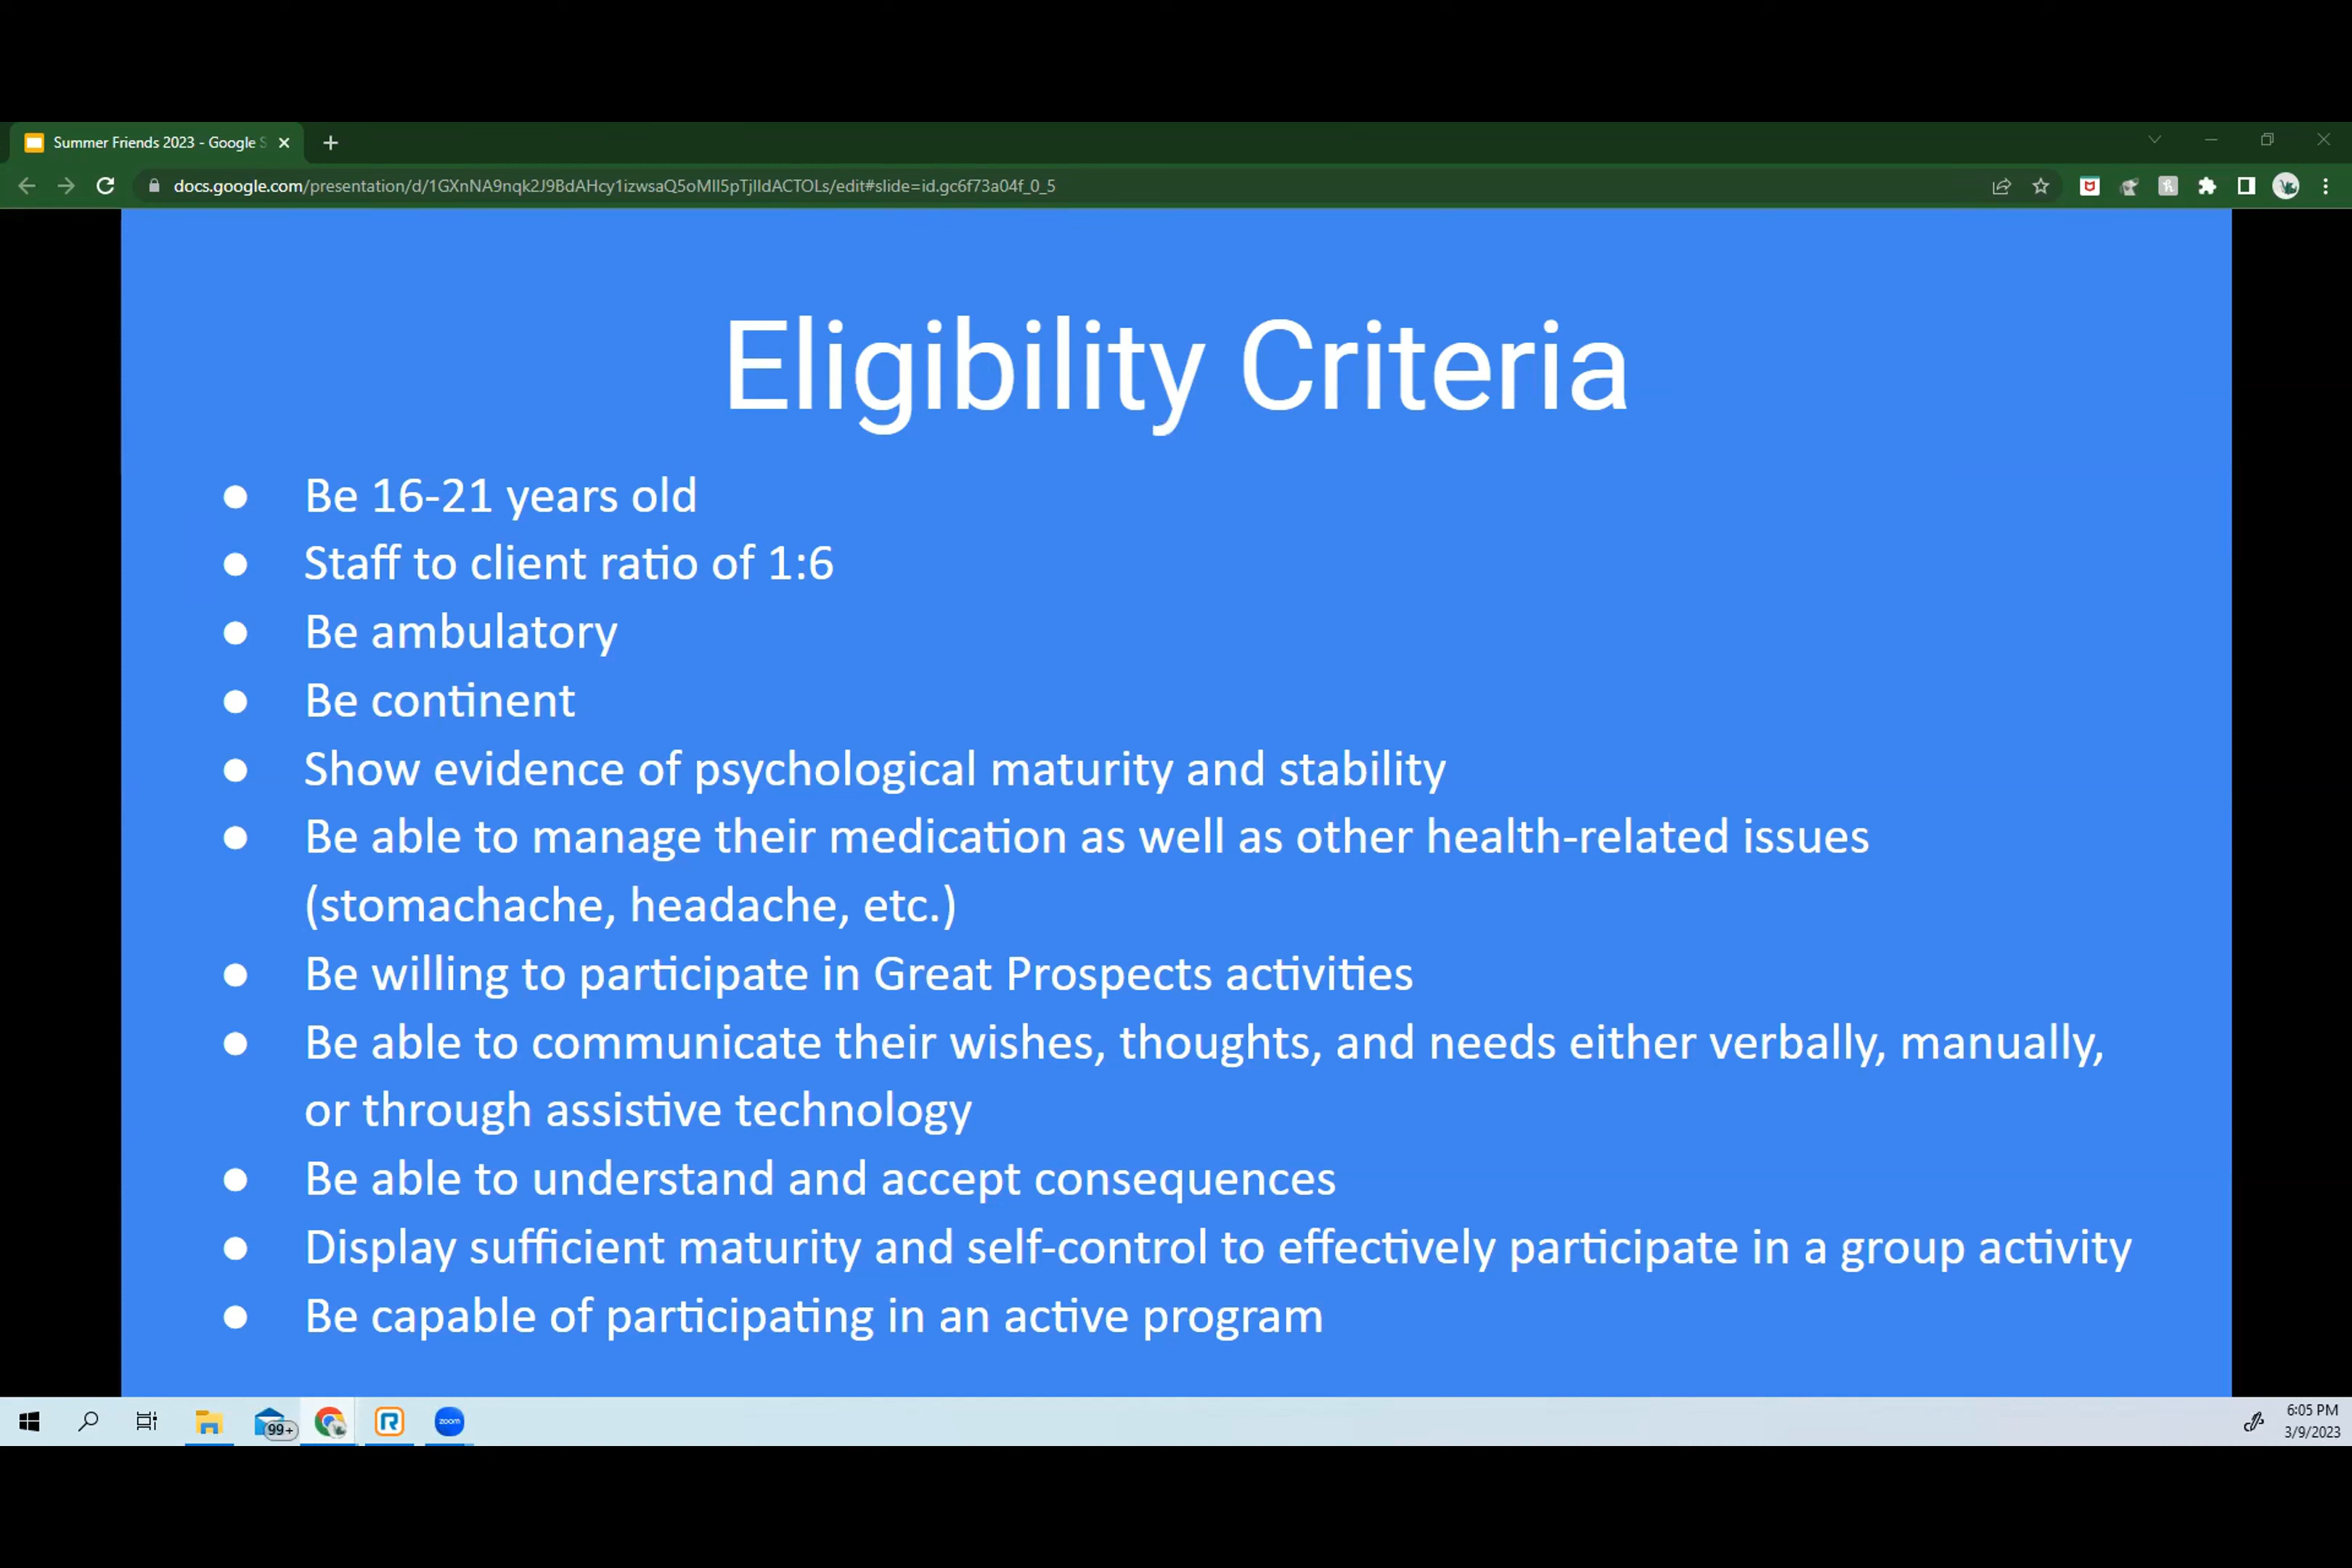 Summer Friends 2023 - Google S
docs.google.com/presentation/d/1GXnNA9nqk2J9BdAHcy1izwsaQ5oMII5pTjIIdACTOLs/edit#slide=id.gc6f73a04f_0_5
Eligibility Criteria
● Be 16-21 years old
● Staff to client ratio of 1:6
● Be ambulatory
● Be continent
● Show evidence of psychological maturity and stability
● Be able to manage their medication as well as other health-related issues
(stomachache, headache, etc.)
● Be willing to participate in Great Prospects activities
● Be able to communicate their wishes, thoughts, and needs either verbally, manually,
or through assistive technology
● Be able to understand and accept consequences
● Display sufficient maturity and self-control to effectively participate in a group activity
● Be capable of participating in an active program
99+
R
zoom
6:05 PM
3/9/2023